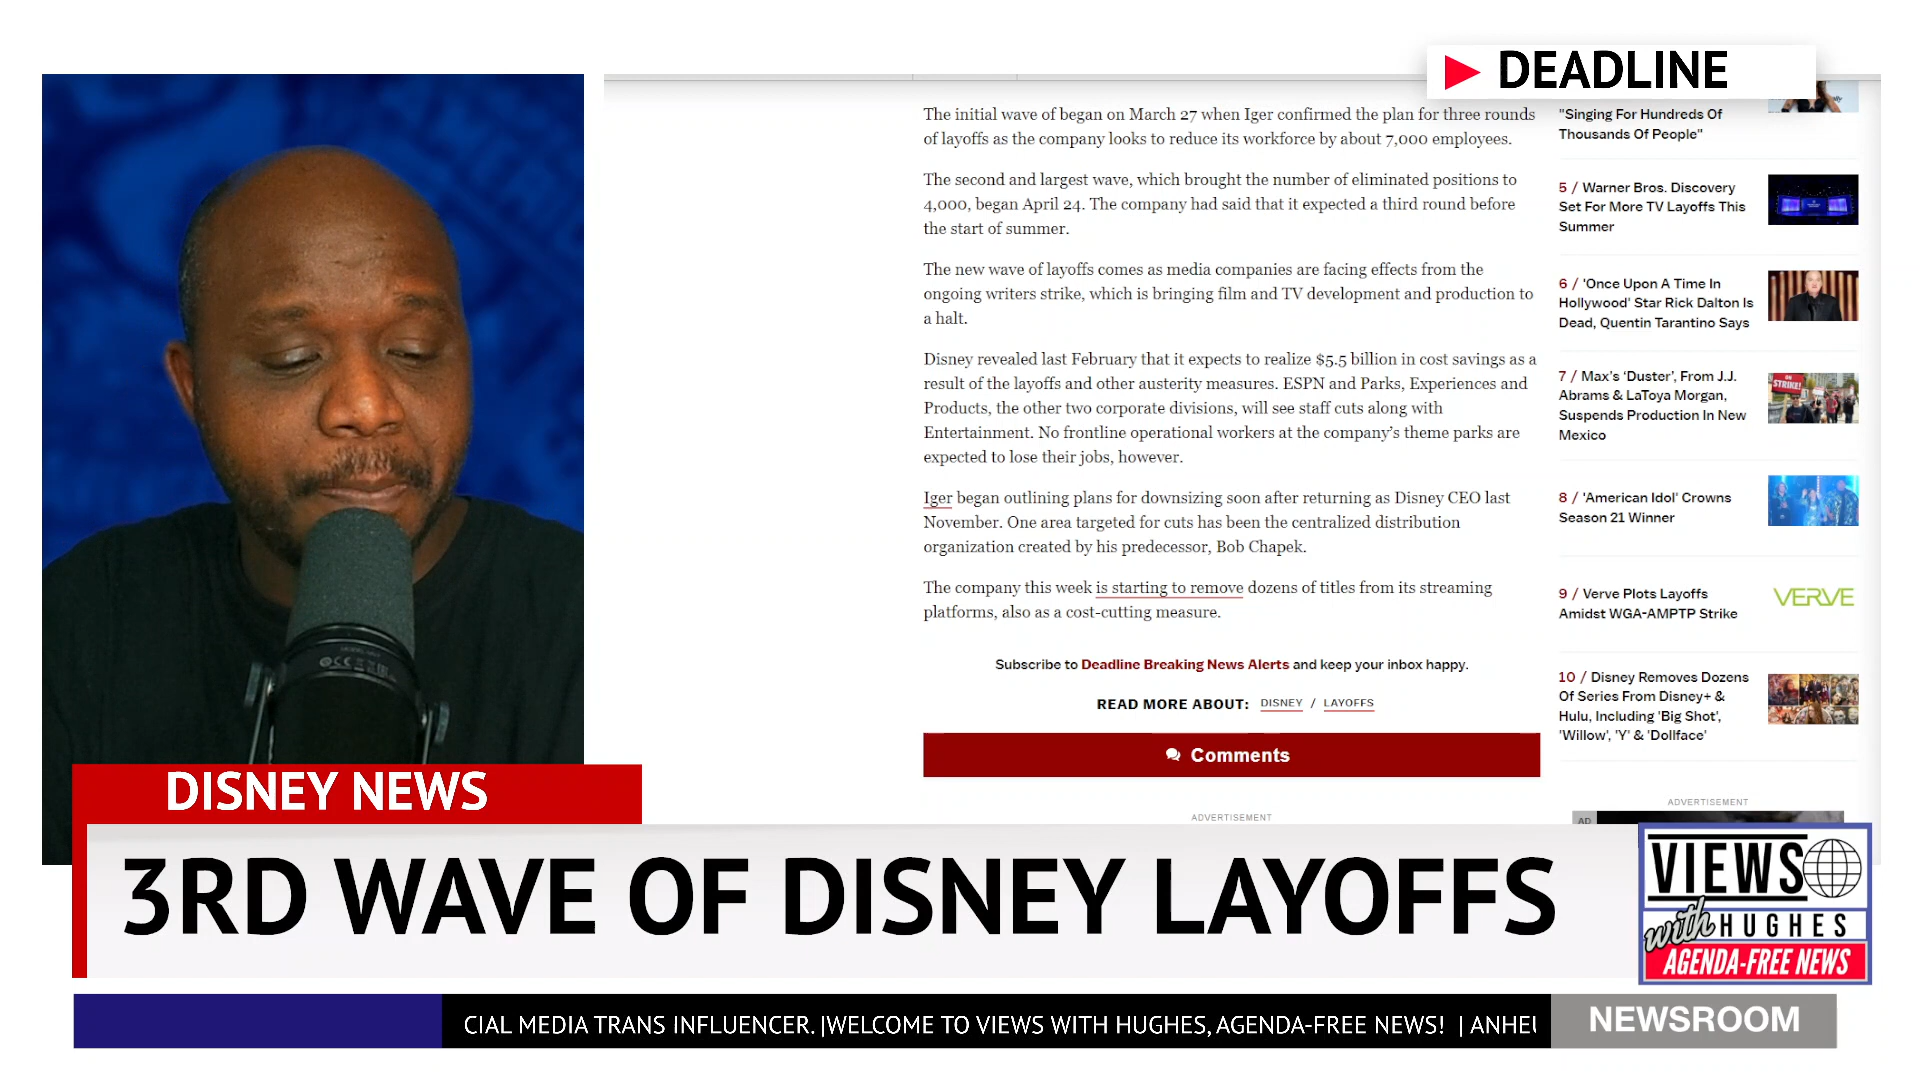 DEADLINE
The initial wave of began on March 27 when Iger confirmed the plan for three rounds
of layoffs as the company looks to reduce its workforce by about 7,000 employees.
The second and largest wave, which brought the number of eliminated positions to
4,000, began April 24. The company had said that it expected a third round before
the start of summer.
The new wave of layoffs comes as media companies are facing effects from the
ongoing writers strike, which is bringing film and TV development and production to
a halt.
Disney revealed last February that it expects to realize $5.5 billion in cost savings as a
result of the layoffs and other austerity measures. ESPN and Parks, Experiences and
Products, the other two corporate divisions, will see staff cuts along with
Entertainment. No frontline operational workers at the company's theme parks are
expected to lose their jobs, however.
Iger began outlining plans for downsizing soon after returning as Disney CEO last
November. One area targeted for cuts has been the centralized distribution
organization created by his predecessor, Bob Chapek.
The company this week is starting to remove dozens of titles from its streaming
platforms, also as a cost-cutting measure.
Subscribe to Deadline Breaking News Alerts and keep your inbox happy.
READ MORE ABOUT: DISNEY / LAYOFFS
Comments
ADVERTISEMENT
"Singing For Hundreds Of
Thousands Of People"
5 / Warner Bros. Discovery
Set For More TV Layoffs This
Summer
6 / 'Once Upon A Time In
Hollywood' Star Rick Dalton Is
Dead, Quentin Tarantino Says
7 / Max's 'Duster', From J.J.
Abrams & LaToya Morgan,
Suspends Production In New
Mexico
STRIKE!
8 / 'American Idol' Crowns
Season 21 Winner
9 / Verve Plots Layoffs
Amidst WGA-AMPTP Strike
VERVE
10 / Disney Removes Dozens
Of Series From Disney+ &
Hulu, Including 'Big Shot',
'Willow', 'Y' & 'Dollface'
ADVERTISEMENT
AD
DISNEY NEWS
3RD WAVE OF DISNEY LAYOFFS
VIEWS
with HUGHES
AGENDA-FREE NEWS
CIAL MEDIA TRANS INFLUENCER. |WELCOME TO VIEWS WITH HUGHES, AGENDA-FREE NEWS! | ANHEU
NEWSROOM